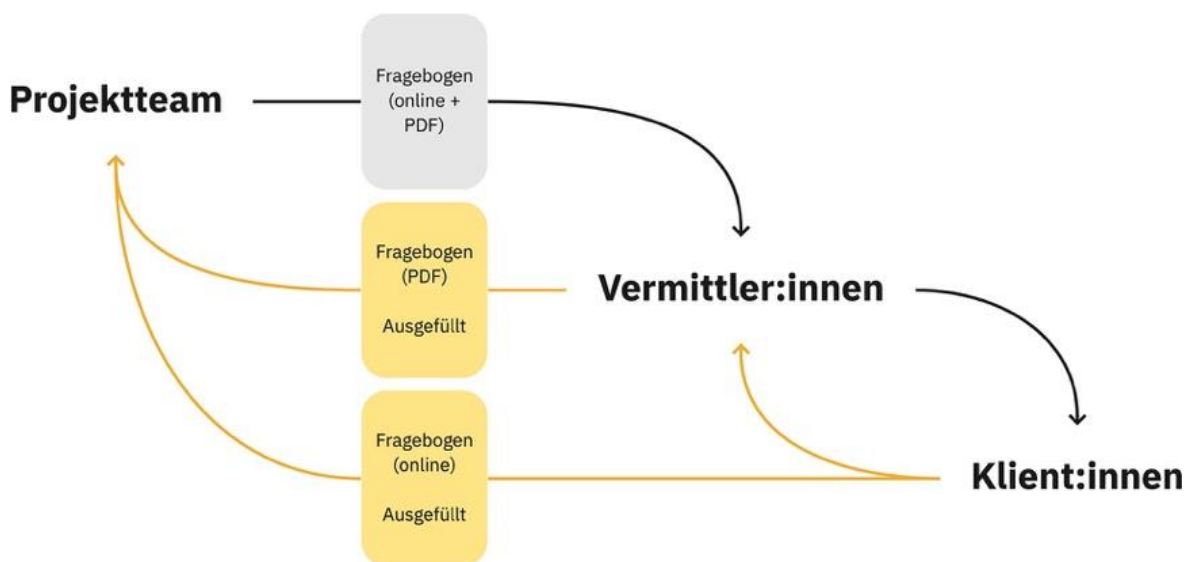 Projektteam
Fragebogen
(online +
PDF)
Fragebogen
(PDF)
Ausgefüllt
Vermittler:innen
Fragebogen
(online)
Ausgefüllt
Klient:innen